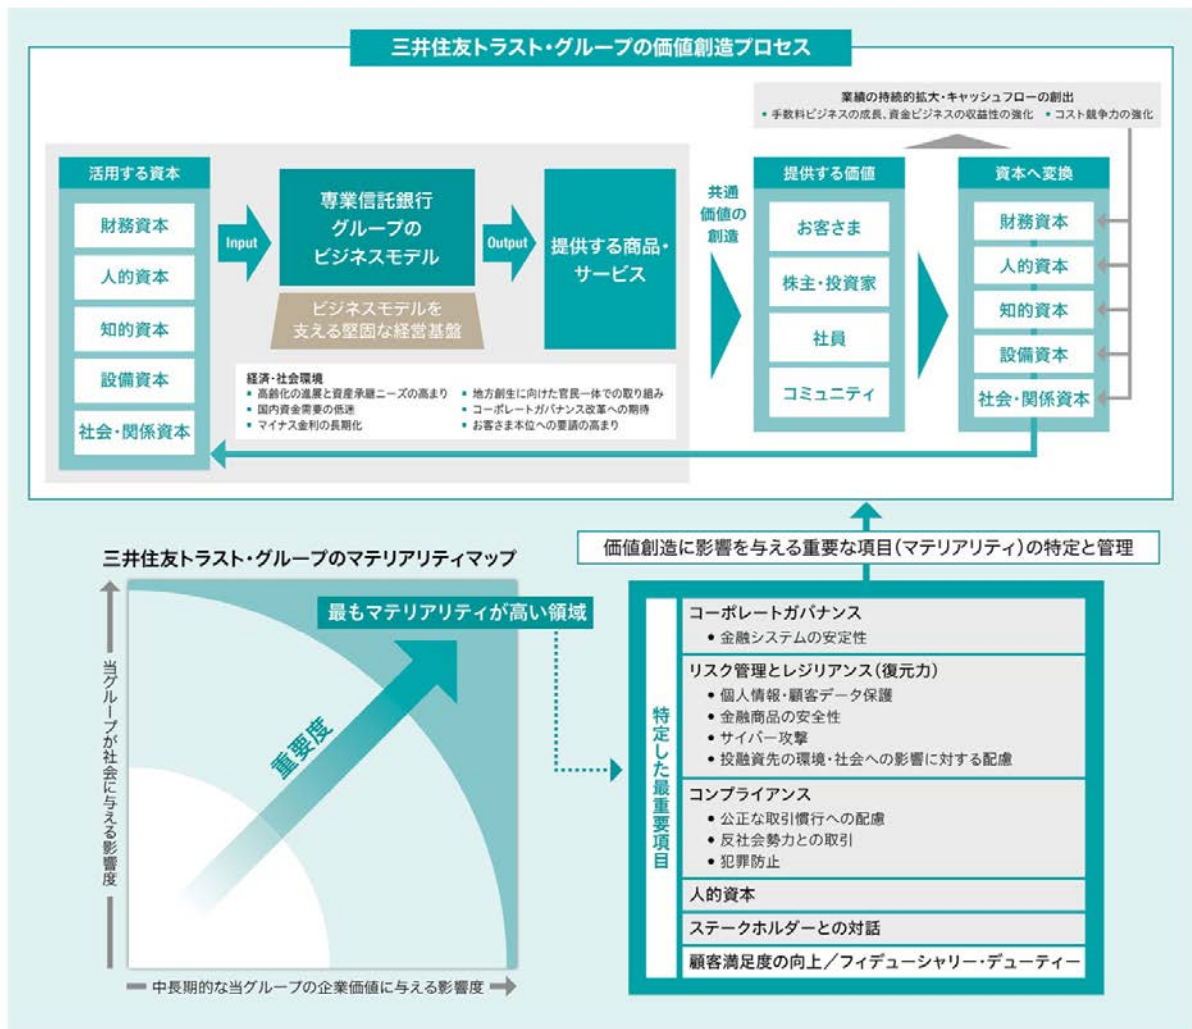 三井住友トラスト・グループの価値創造プロセス
業績の持続的拡大・キャッシュフローの創出
• 手数料ビジネスの成長、資金ビジネスの収益性の強化 • コスト競争力の強化
活用する資本
財務資本
人的資本
知的資本
設備資本
社会・関係資本
Input
専業信託銀行
グループの
ビジネスモデル
ビジネスモデルを
支える堅固な経営基盤
Output
提供する商品・
サービス
経済・社会環境
▪ 高齢化の進展と資産承継ニーズの高まり
▪ 国内資金需要の低迷
▪ マイナス金利の長期化
▪ 地方創生に向けた官民一体での取り組み
▪ コーポレートガバナンス改革への期待
▪ お客さま本位への要請の高まり
共通
価値の
創造
提供する価値
お客さま
株主・投資家
社員
コミュニティ
資本へ変換
財務資本
人的資本
知的資本
設備資本
社会・関係資本
価値創造に影響を与える重要な項目(マテリアリティ)の特定と管理
三井住友トラスト・グループのマテリアリティマップ
最もマテリアリティが高い領域
重要度
当グループが社会に与える影響度
中長期的な当グループの企業価値に与える影響度
特定した最重要項目
コーポレートガバナンス
• 金融システムの安定性
リスク管理とレジリアンス(復元力)
• 個人情報・顧客データ保護
• 金融商品の安全性
• サイバー攻撃
• 投融資先の環境・社会への影響に対する配慮
コンプライアンス
• 公正な取引慣行への配慮
• 反社会勢力との取引
• 犯罪防止
人的資本
ステークホルダーとの対話
顧客満足度の向上／フィデューシャリー・デューティー